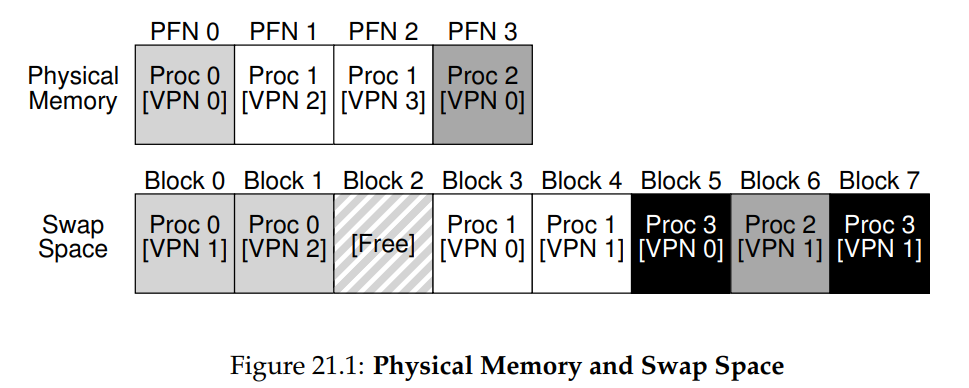 PFN 0 PFN 1 PFN 2 PFN 3
Physical Memory
Proc 0 [VPN 0]
Proc 1 [VPN 2]
Proc 1 [VPN 3]
Proc 2 [VPN 0]
Block 0 Block 1 Block 2 Block 3 Block 4 Block 5 Block 6 Block 7
Swap Space
Proc 0 [VPN 1]
Proc 0 [VPN 2]
[Free]
Proc 1 [VPN 0]
Proc 1 [VPN 1]
Proc 3 [VPN 0]
Proc 2 [VPN 1]
Proc 3 [VPN 1]
Figure 21.1: Physical Memory and Swap Space